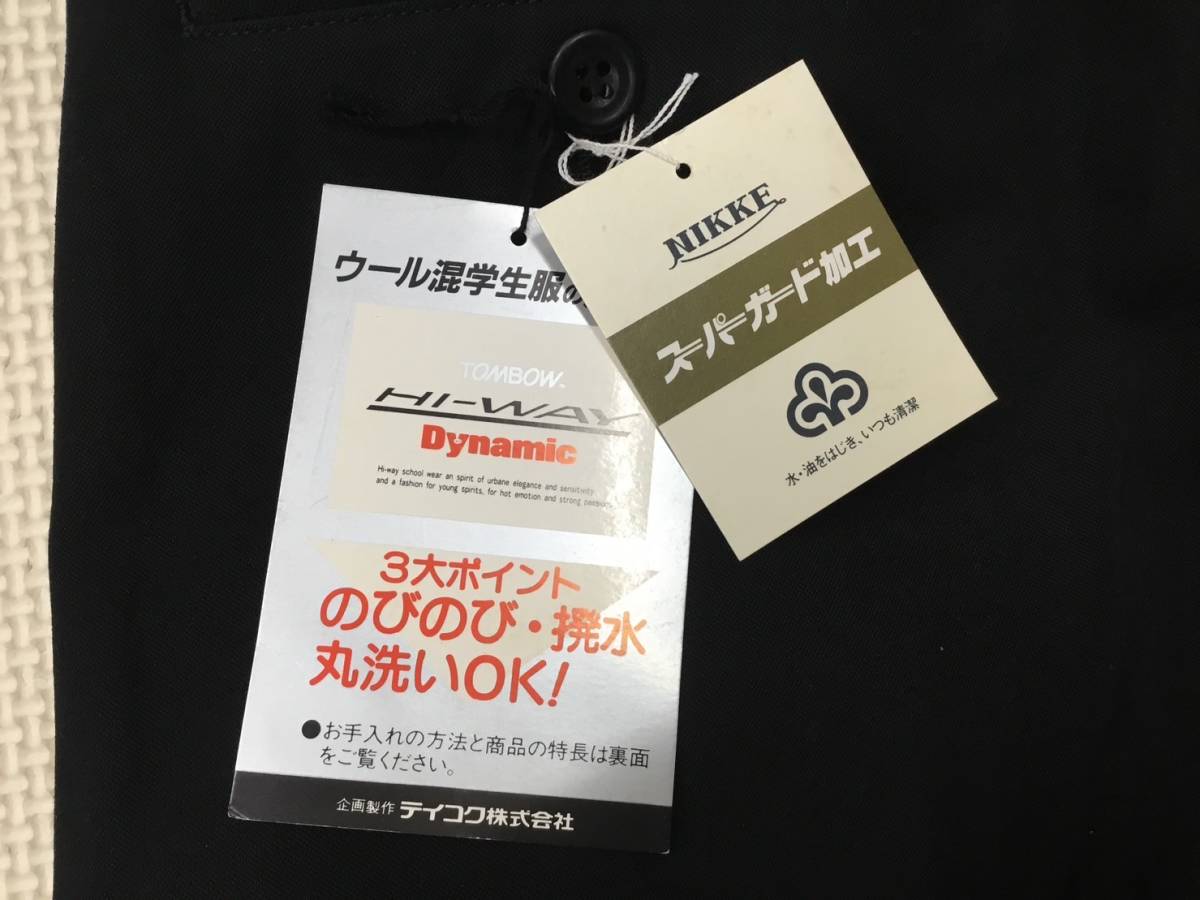 ウール混学生服の
TOMBOW
HI-WAY
Dynamic
Hi-way school wear an spirit of urbane elegance and sensitivity
and a fashion for young spirits, for hot emotion and strong passion.
3大ポイント
のびのび・撥水
丸洗いOK!
●お手入れの方法と商品の特長は裏面
をご覧ください。
企画製作 テイコク株式会社
NIKKE
スーパーガード加工
水・油をはじき、いつも清潔